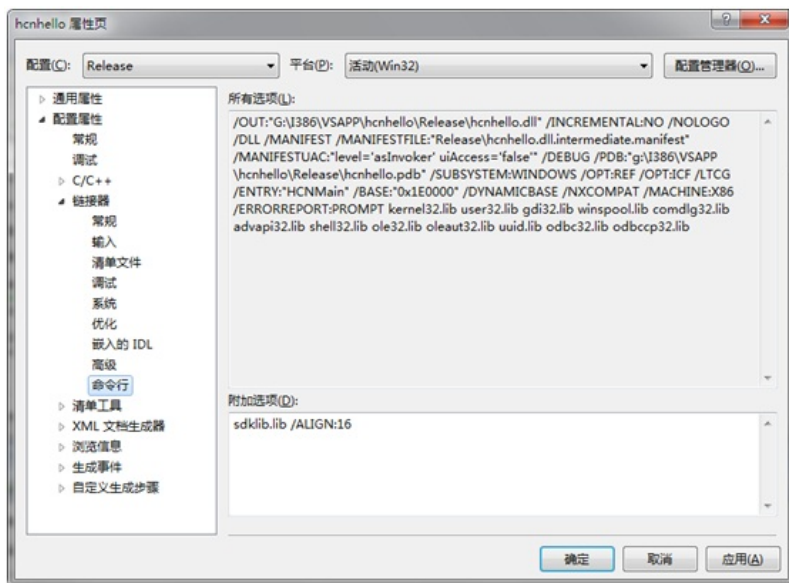 hcnhello 属性页
配置(C): Release 平台(P): 活动(Win32) 配置管理器(O)...
通用属性
配置属性
常规
调试
C/C++
链接器
常规
输入
清单文件
调试
系统
优化
嵌入的 IDL
高级
命令行
清单工具
XML 文档生成器
浏览信息
生成事件
自定义生成步骤
所有选项(L):
/OUT:"G:\I386\VSAPP\hcnhello\Release\hcnhello.dll" /INCREMENTAL:NO /NOLOGO
/DLL /MANIFEST /MANIFESTFILE:"Release\hcnhello.dll.intermediate.manifest"
/MANIFESTUAC:"level='asInvoker' uiAccess='false'" /DEBUG /PDB:"g:\I386\VSAPP
\hcnhello\Release\hcnhello.pdb" /SUBSYSTEM:WINDOWS /OPT:REF /OPT:ICF /LTCG
/ENTRY:"HCNMain" /BASE:"0x1E0000" /DYNAMICBASE /NXCOMPAT /MACHINE:X86
/ERRORREPORT:PROMPT kernel32.lib user32.lib gdi32.lib winspool.lib comdlg32.lib
advapi32.lib shell32.lib ole32.lib oleaut32.lib uuid.lib odbc32.lib odbccp32.lib
附加选项(D):
sdklib.lib /ALIGN:16
确定 取消 应用(A)